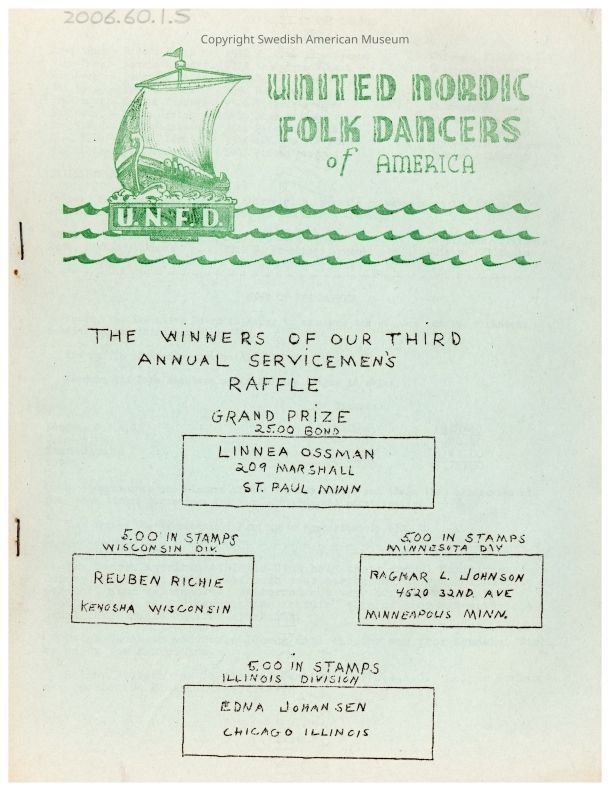 2006.60.1.5
Copyright Swedish American Museum
UNITED NORDIC
FOLK DANCERS
of AMERICA
U.N.F.D.
THE WINNERS OF OUR THIRD
ANNUAL SERVICEMEN'S
RAFFLE
GRAND PRIZE
25.00 BOND
LINNEA OSSMAN
209 MARSHALL
ST. PAUL MINN
5.00 IN STAMPS
WISCONSIN DIV.
REUBEN RICHIE
KENOSHA WISCONSIN
5.00 IN STAMPS
MINNESOTA DIV
RAGNAR L. JOHNSON
4520 32ND. AVE
MINNEAPOLIS MINN.
5.00 IN STAMPS
ILLINOIS DIVISION
EDNA JOHANSEN
CHICAGO ILLINOIS